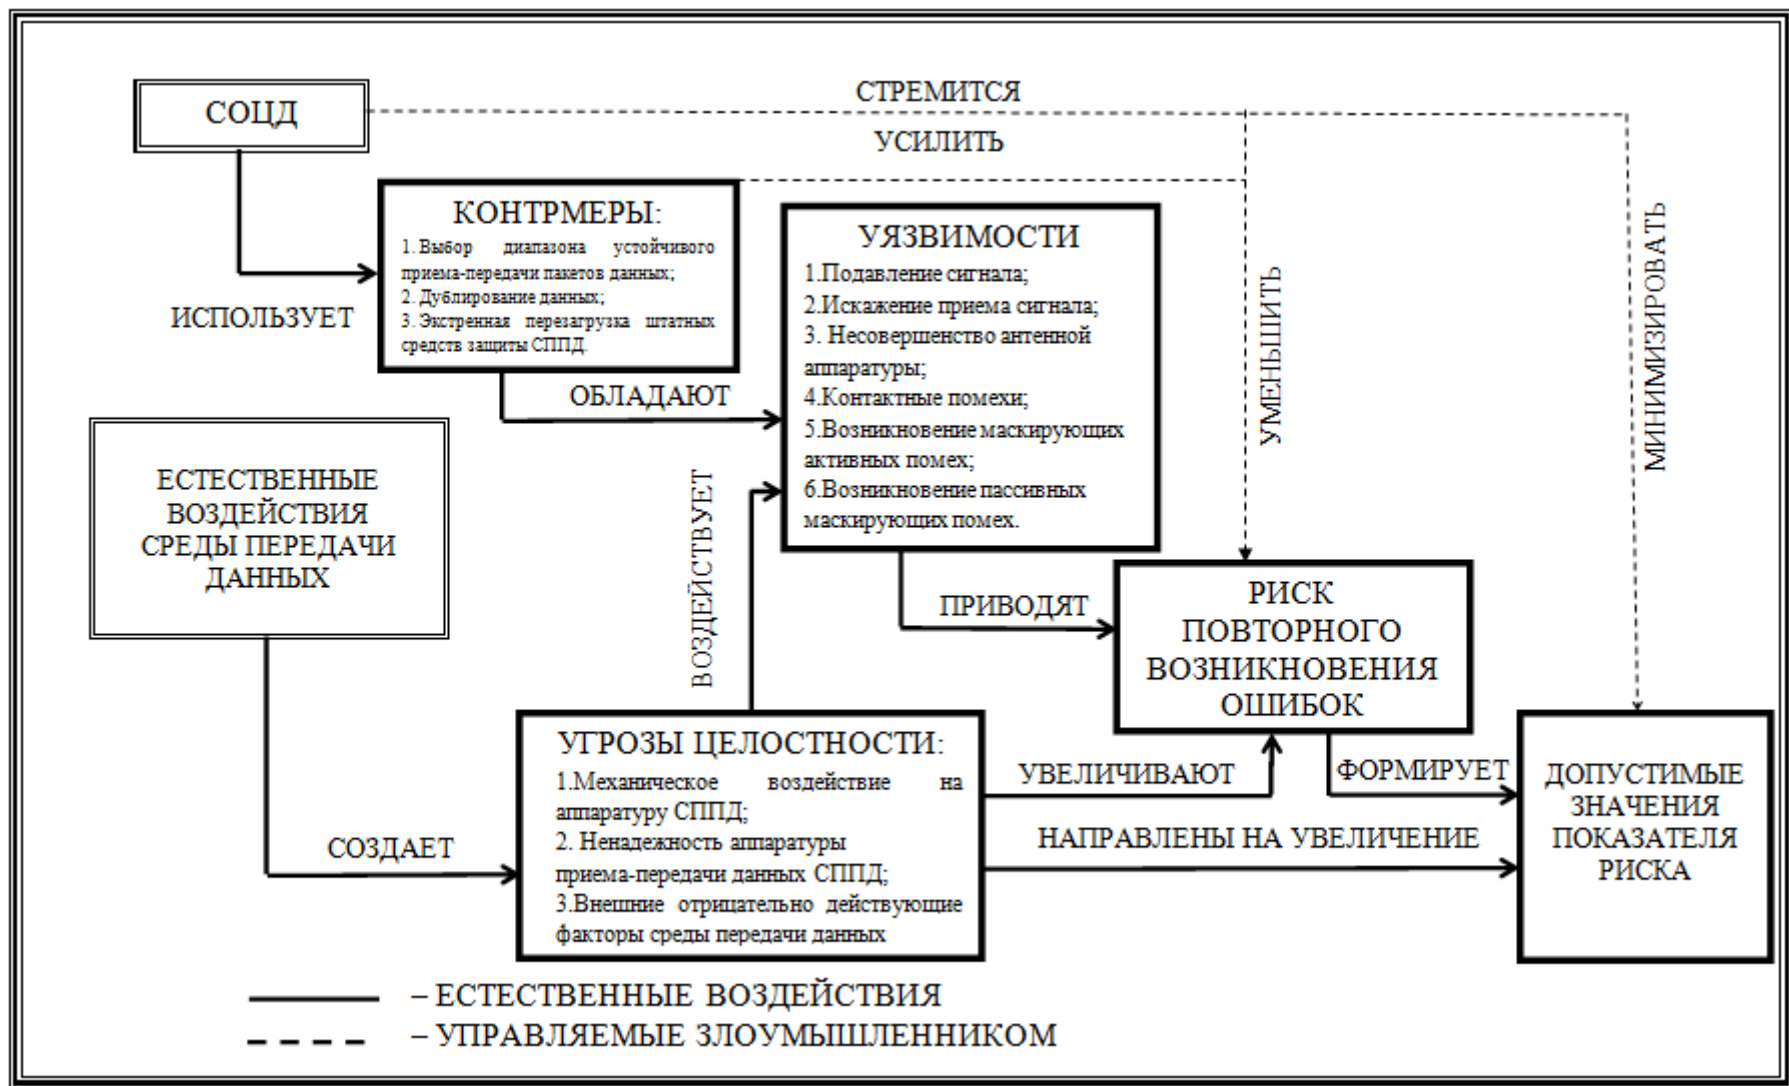 СТРЕМИТСЯ
СОЦД
УСИЛИТЬ
КОНТРМЕРЫ:
1. Выбор диапазона устойчивого
приема-передачи пакетов данных;
2. Дублирование данных;
3. Экстренная перезагрузка штатных
средств защиты СППД.
ИСПОЛЬЗУЕТ
УЯЗВИМОСТИ
1.Подавление сигнала;
2.Искажение приема сигнала;
3. Несовершенство антенной
аппаратуры;
4.Контактные помехи;
5.Возникновение маскирующих
активных помех;
6.Возникновение пассивных
маскирующих помех.
УМЕНЬШИТЬ
МИНИМИЗИРОВАТЬ
ОБЛАДАЮТ
ЕСТЕСТВЕННЫЕ
ВОЗДЕЙСТВИЯ
СРЕДЫ ПЕРЕДАЧИ
ДАННЫХ
ВОЗДЕЙСТВУЕТ
ПРИВОДЯТ
РИСК
ПОВТОРНОГО
ВОЗНИКНОВЕНИЯ
ОШИБОК
УГРОЗЫ ЦЕЛОСТНОСТИ:
1.Механическое воздействие на
аппаратуру СППД;
2. Ненадежность аппаратуры
приема-передачи данных СППД;
3.Внешние отрицательно действующие
факторы среды передачи данных
СОЗДАЕТ
УВЕЛИЧИВАЮТ
ФОРМИРУЕТ
НАПРАВЛЕНЫ НА УВЕЛИЧЕНИЕ
ДОПУСТИМЫЕ
ЗНАЧЕНИЯ
ПОКАЗАТЕЛЯ
РИСКА
– ЕСТЕСТВЕННЫЕ ВОЗДЕЙСТВИЯ
– УПРАВЛЯЕМЫЕ ЗЛОУМЫШЛЕННИКОМ